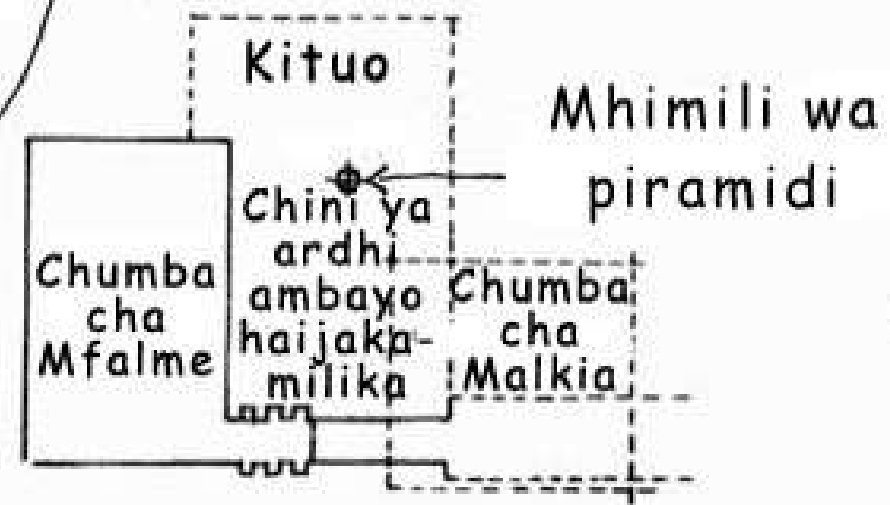 Kituo
Mhimili wa
piramidi
Chini ya
ardhi
ambayo
haijaka-
milika
Chumba
cha
Mfalme
Chumba
cha
Malkia